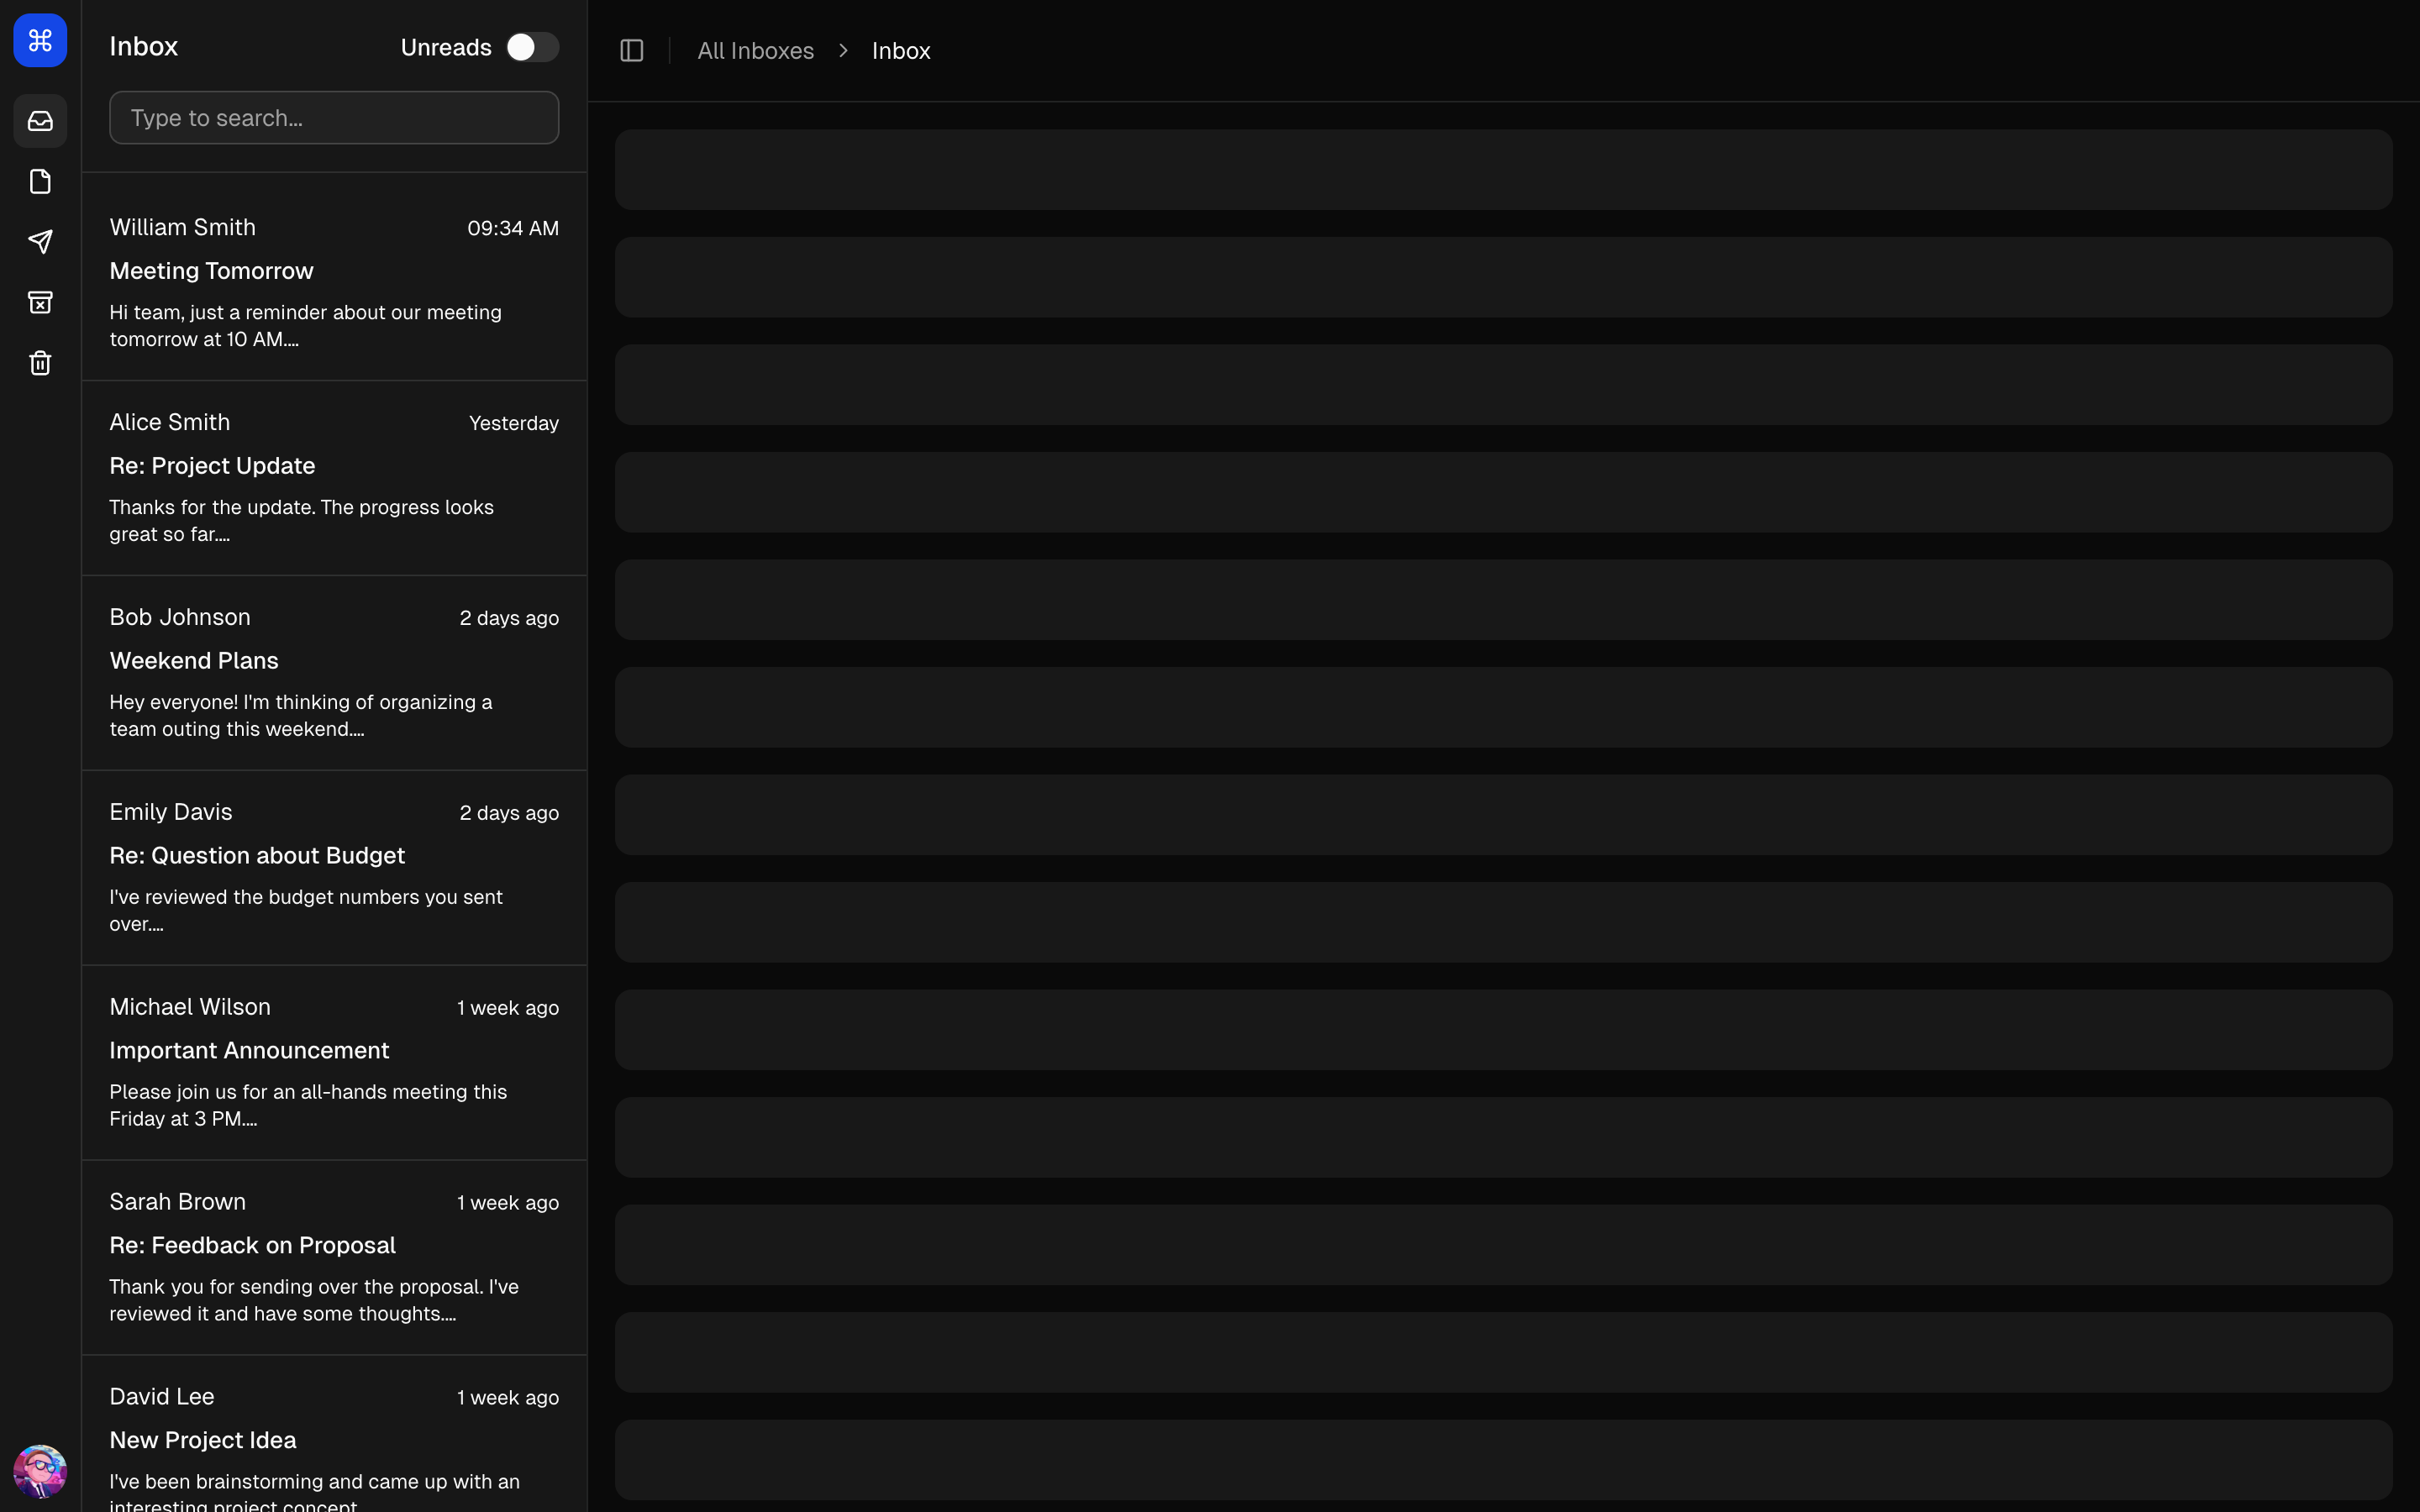 Inbox
Unreads
Type to search...
All Inboxes
Inbox
William Smith
09:34 AM
Meeting Tomorrow
Hi team, just a reminder about our meeting
tomorrow at 10 AM....
Alice Smith
Yesterday
Re: Project Update
Thanks for the update. The progress looks
great so far....
Bob Johnson
2 days ago
Weekend Plans
Hey everyone! I'm thinking of organizing a
team outing this weekend....
Emily Davis
2 days ago
Re: Question about Budget
I've reviewed the budget numbers you sent
over....
Michael Wilson
1 week ago
Important Announcement
Please join us for an all-hands meeting this
Friday at 3 PM....
Sarah Brown
1 week ago
Re: Feedback on Proposal
Thank you for sending over the proposal. I've
reviewed it and have some thoughts....
David Lee
1 week ago
New Project Idea
I've been brainstorming and came up with an
interesting project concept